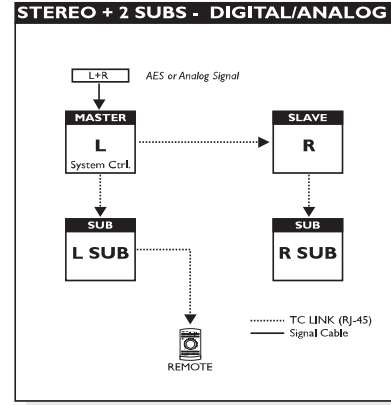 STEREO + 2 SUBS - DIGITAL/ANALOG
L+R AES or Analog Signal
MASTER SLAVE
L R
System Ctrl.
SUB SUB
L SUB R SUB
TC LINK (RJ-45)
Signal Cable
REMOTE